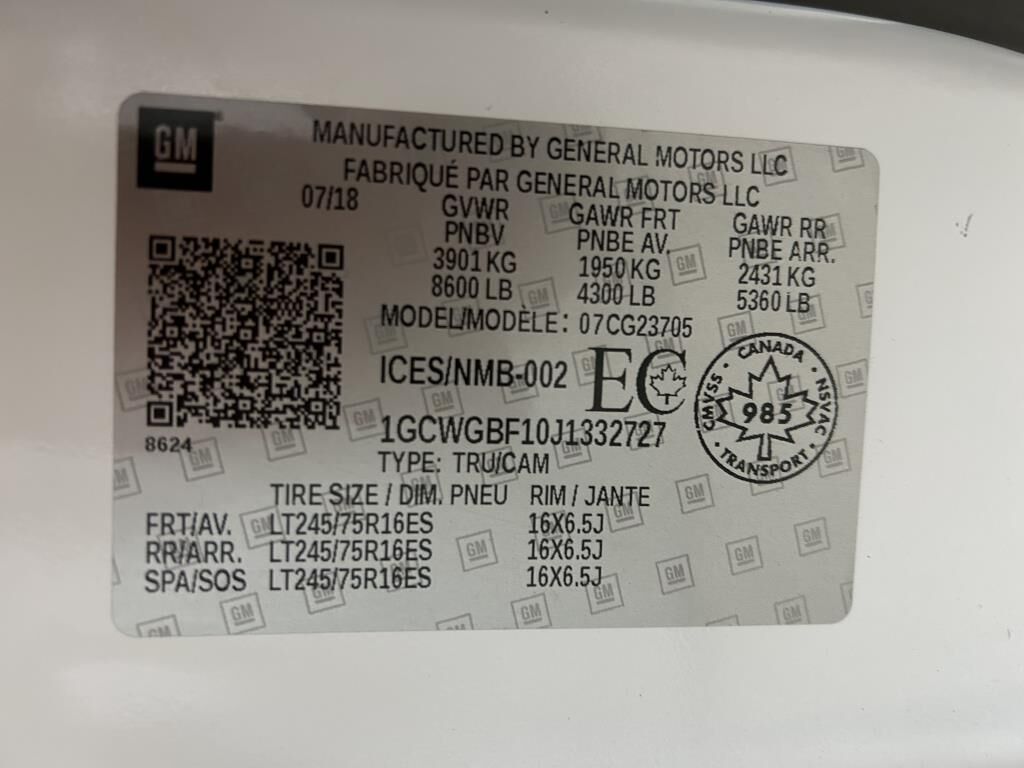 GM
MANUFACTURED BY GENERAL MOTORS LLC
FABRIQUÉ PAR GENERAL MOTORS LLC
07/18
GVWR GAWR FRT GAWR RR
PNBV PNBE AV. PNBE ARR.
3901 KG 1950 KG 2431 KG
8600 LB 4300 LB 5360 LB
MODEL/MODÈLE: 07CG23705
ICES/NMB-002 EC
CANADA
CMVSS 985 NSVAC
TRANSPORT
8624
1GCWGBF10J1332727
TYPE: TRU/CAM
TIRE SIZE / DIM. PNEU RIM / JANTE
FRT/AV. LT245/75R16ES 16X6.5J
RR/ARR. LT245/75R16ES 16X6.5J
SPA/SOS LT245/75R16ES 16X6.5J